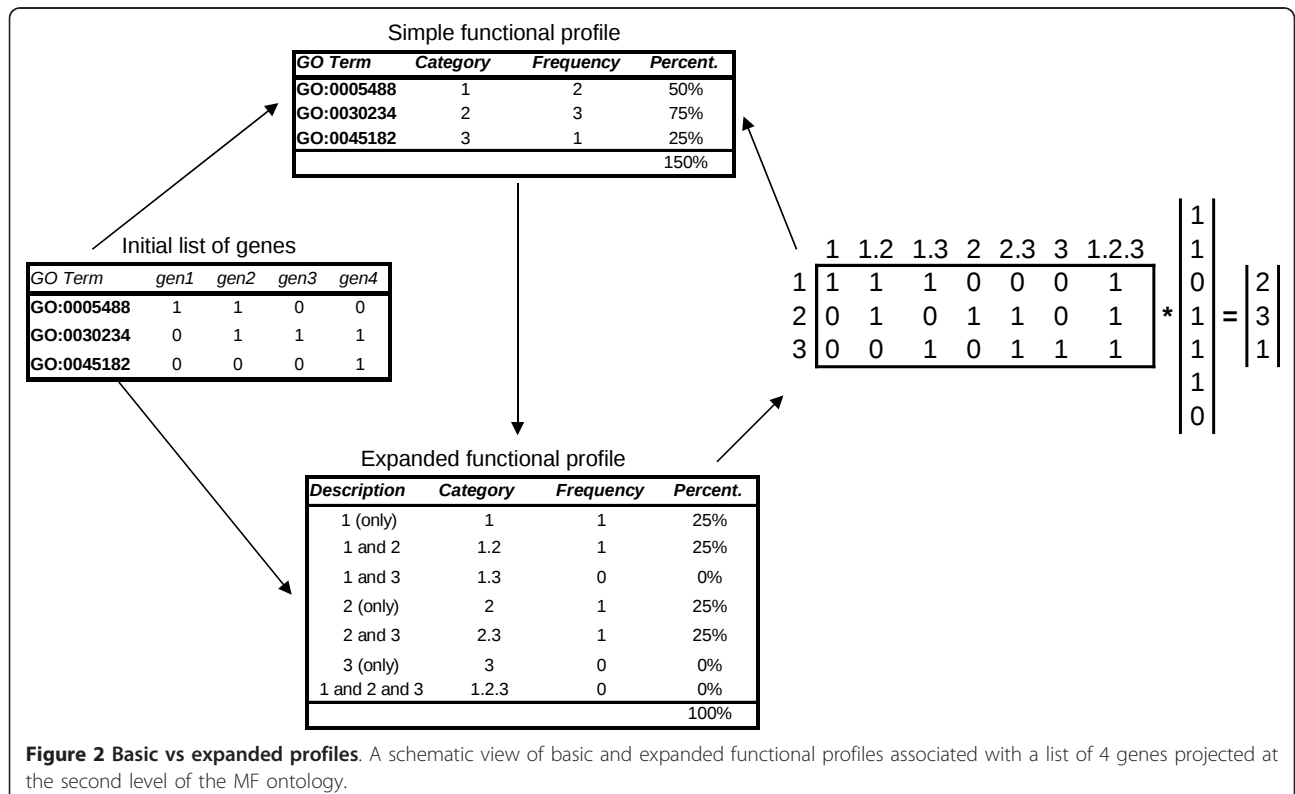 Simple functional profile
GO Term Category Frequency Percent.
GO:0005488 1 2 50%
GO:0030234 2 3 75%
GO:0045182 3 1 25%
150%
Initial list of genes
GO Term gen1 gen2 gen3 gen4
GO:0005488 1 1 0 0
GO:0030234 0 1 1 1
GO:0045182 0 0 0 1
1 1.2 1.3 2 2.3 3 1.2.3
1 1 1 1 0 0 0 1
2 0 1 0 1 1 0 1
3 0 0 1 0 1 1 1
*
1
1
0
1
1
1
0
=
2
3
1
Expanded functional profile
Description Category Frequency Percent.
1 (only) 1 1 25%
1 and 2 1.2 1 25%
1 and 3 1.3 0 0%
2 (only) 2 1 25%
2 and 3 2.3 1 25%
3 (only) 3 0 0%
1 and 2 and 3 1.2.3 0 0%
100%
Figure 2 Basic vs expanded profiles. A schematic view of basic and expanded functional profiles associated with a list of 4 genes projected at
the second level of the MF ontology.